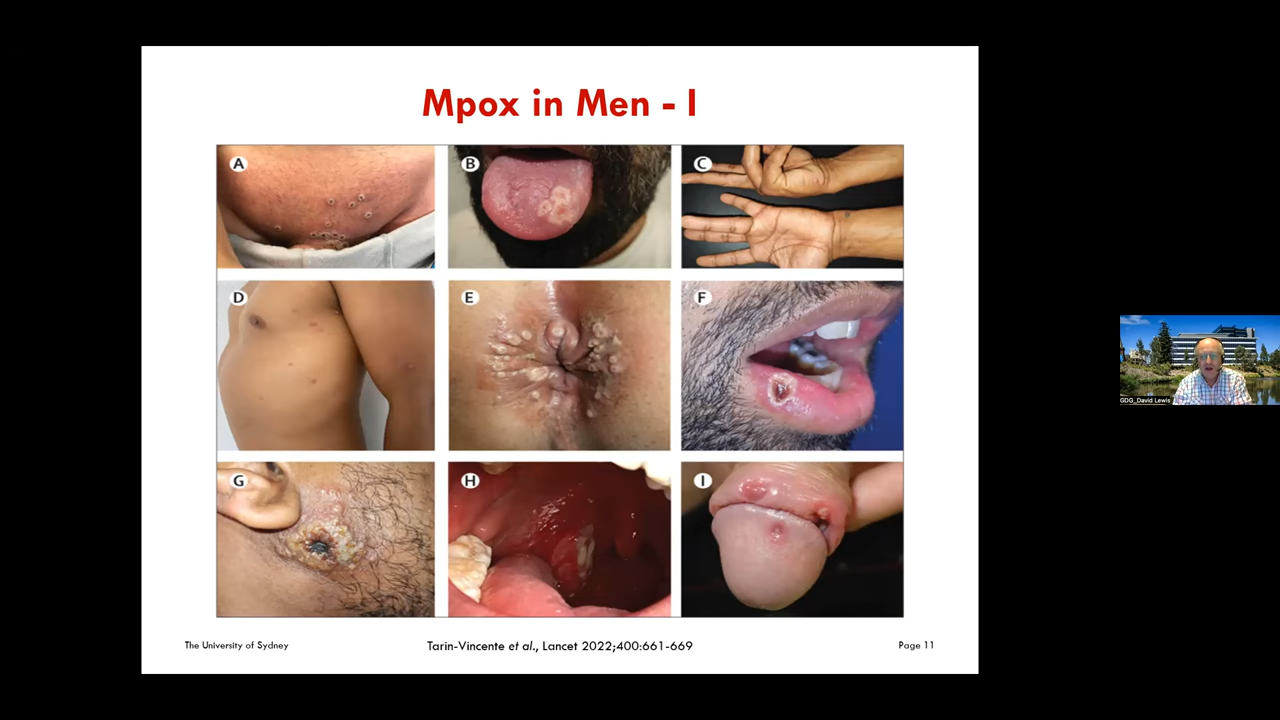 Mpox in Men - I
A
B
C
D
E
F
G
H
I
The University of Sydney
Tarin-Vincente et al., Lancet 2022;400:661-669
Page 11
GDG_David Lewis